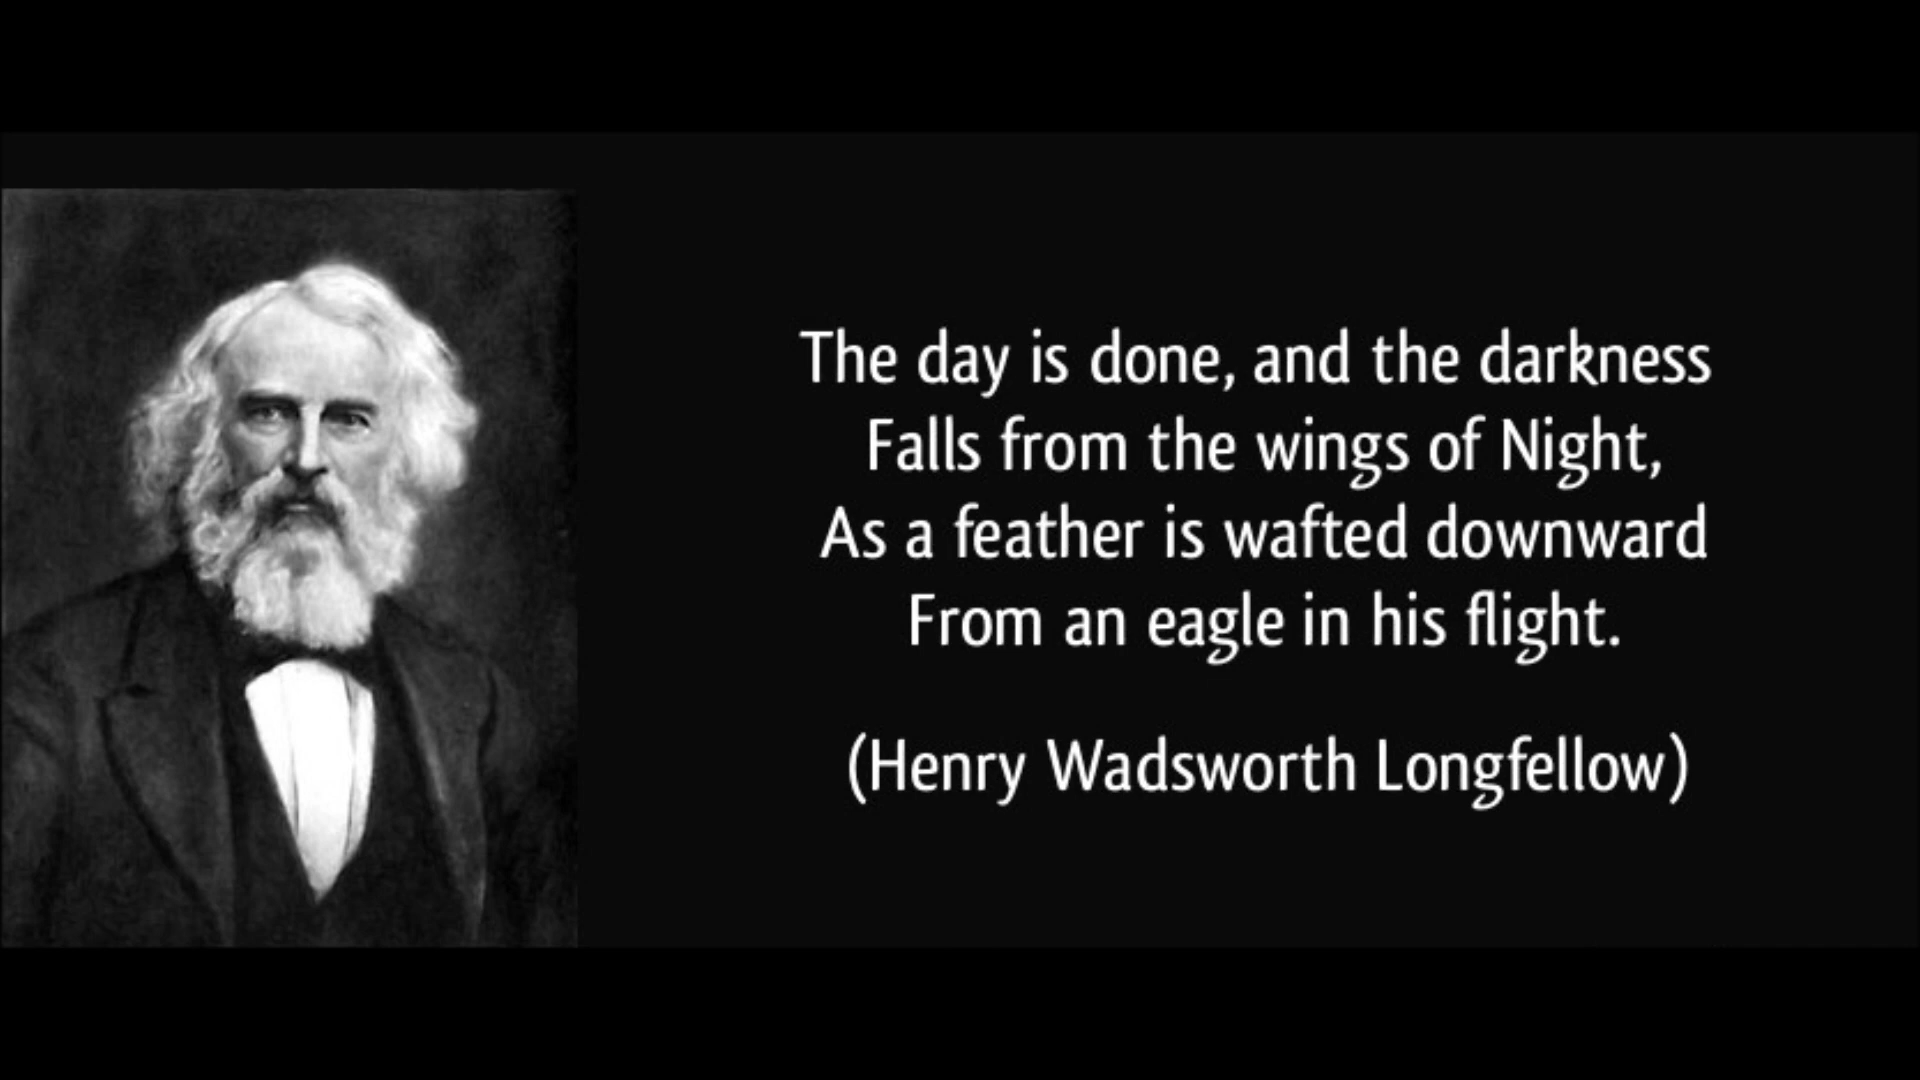 The day is done, and the darkness
Falls from the wings of Night,
As a feather is wafted downward
From an eagle in his flight.
(Henry Wadsworth Longfellow)